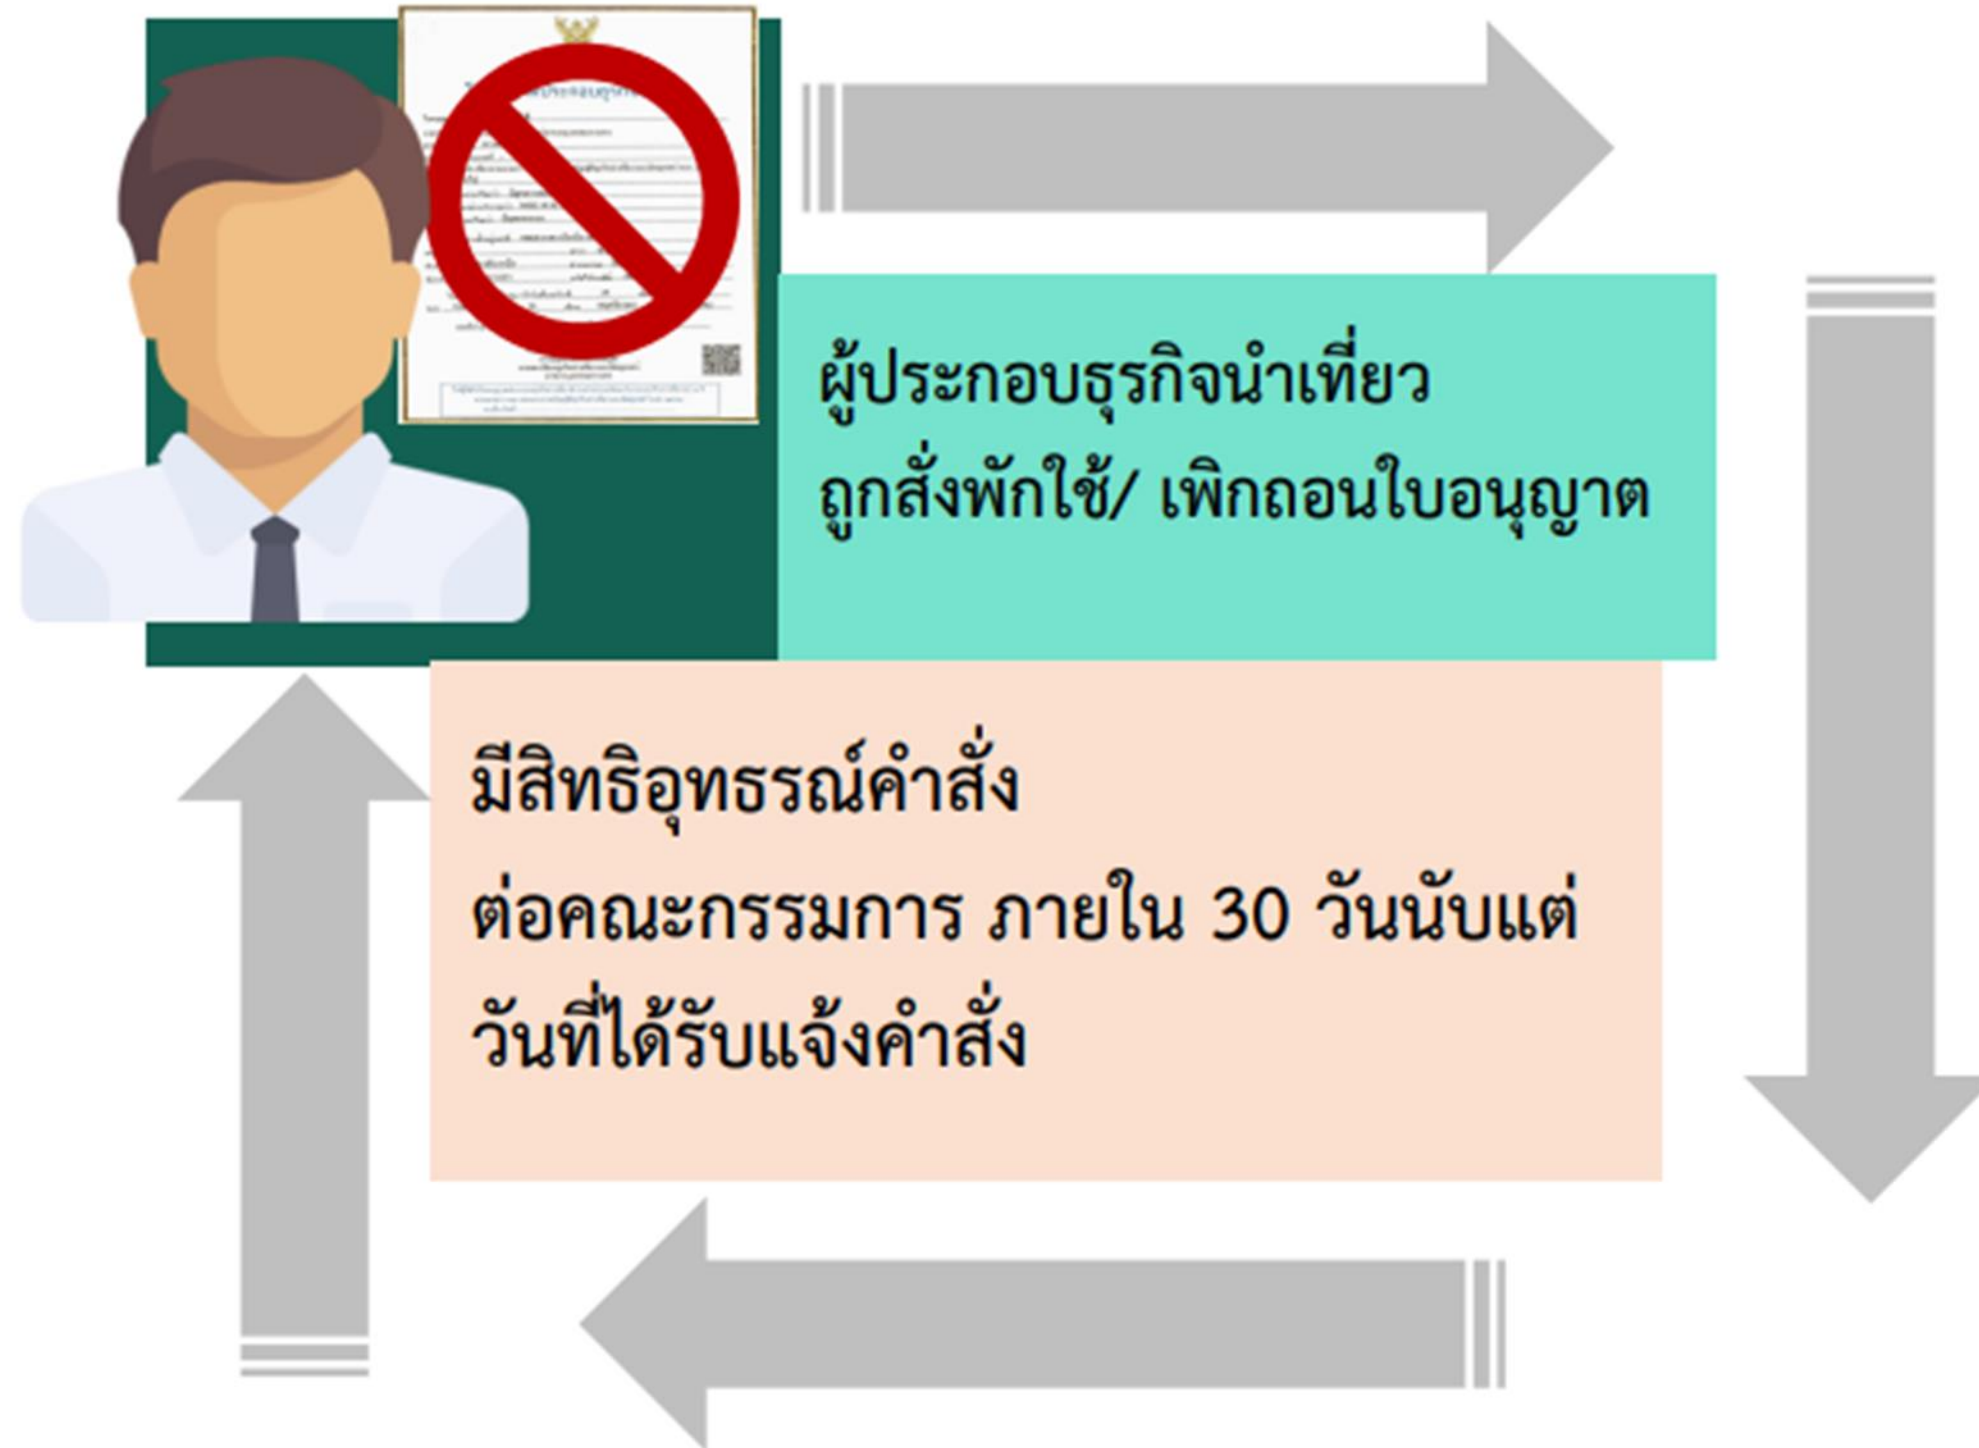 ผู้ประกอบธุรกิจนำเที่ยว
ถูกสั่งพักใช้/ เพิกถอนใบอนุญาต
มีสิทธิอุทธรณ์คำสั่ง
ต่อคณะกรรมการ ภายใน 30 วันนับแต่
วันที่ได้รับแจ้งคำสั่ง